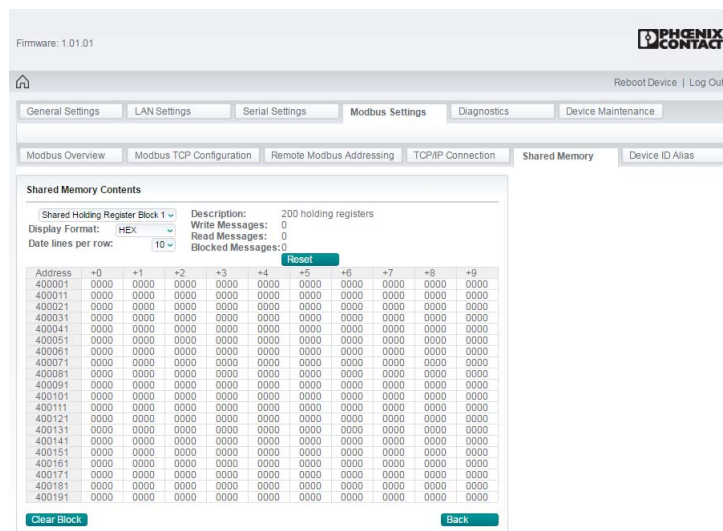 Firmware: 1.01.01
PHŒNIX
CONTACT
Reboot Device | Log Out
General Settings LAN Settings Serial Settings Modbus Settings Diagnostics Device Maintenance
Modbus Overview Modbus TCP Configuration Remote Modbus Addressing TCP/IP Connection Shared Memory Device ID Alias
Shared Memory Contents
Shared Holding Register Block 1 Description: 200 holding registers
Write Messages: 0
Display Format: HEX Read Messages: 0
Date lines per row: 10 Blocked Messages:0
Reset
Address +0 +1 +2 +3 +4 +5 +6 +7 +8 +9
400001 0000 0000 0000 0000 0000 0000 0000 0000 0000 0000
400011 0000 0000 0000 0000 0000 0000 0000 0000 0000 0000
400021 0000 0000 0000 0000 0000 0000 0000 0000 0000 0000
400031 0000 0000 0000 0000 0000 0000 0000 0000 0000 0000
400041 0000 0000 0000 0000 0000 0000 0000 0000 0000 0000
400051 0000 0000 0000 0000 0000 0000 0000 0000 0000 0000
400061 0000 0000 0000 0000 0000 0000 0000 0000 0000 0000
400071 0000 0000 0000 0000 0000 0000 0000 0000 0000 0000
400081 0000 0000 0000 0000 0000 0000 0000 0000 0000 0000
400091 0000 0000 0000 0000 0000 0000 0000 0000 0000 0000
400101 0000 0000 0000 0000 0000 0000 0000 0000 0000 0000
400111 0000 0000 0000 0000 0000 0000 0000 0000 0000 0000
400121 0000 0000 0000 0000 0000 0000 0000 0000 0000 0000
400131 0000 0000 0000 0000 0000 0000 0000 0000 0000 0000
400141 0000 0000 0000 0000 0000 0000 0000 0000 0000 0000
400151 0000 0000 0000 0000 0000 0000 0000 0000 0000 0000
400161 0000 0000 0000 0000 0000 0000 0000 0000 0000 0000
400171 0000 0000 0000 0000 0000 0000 0000 0000 0000 0000
400181 0000 0000 0000 0000 0000 0000 0000 0000 0000 0000
400191 0000 0000 0000 0000 0000 0000 0000 0000 0000 0000
Clear Block Back